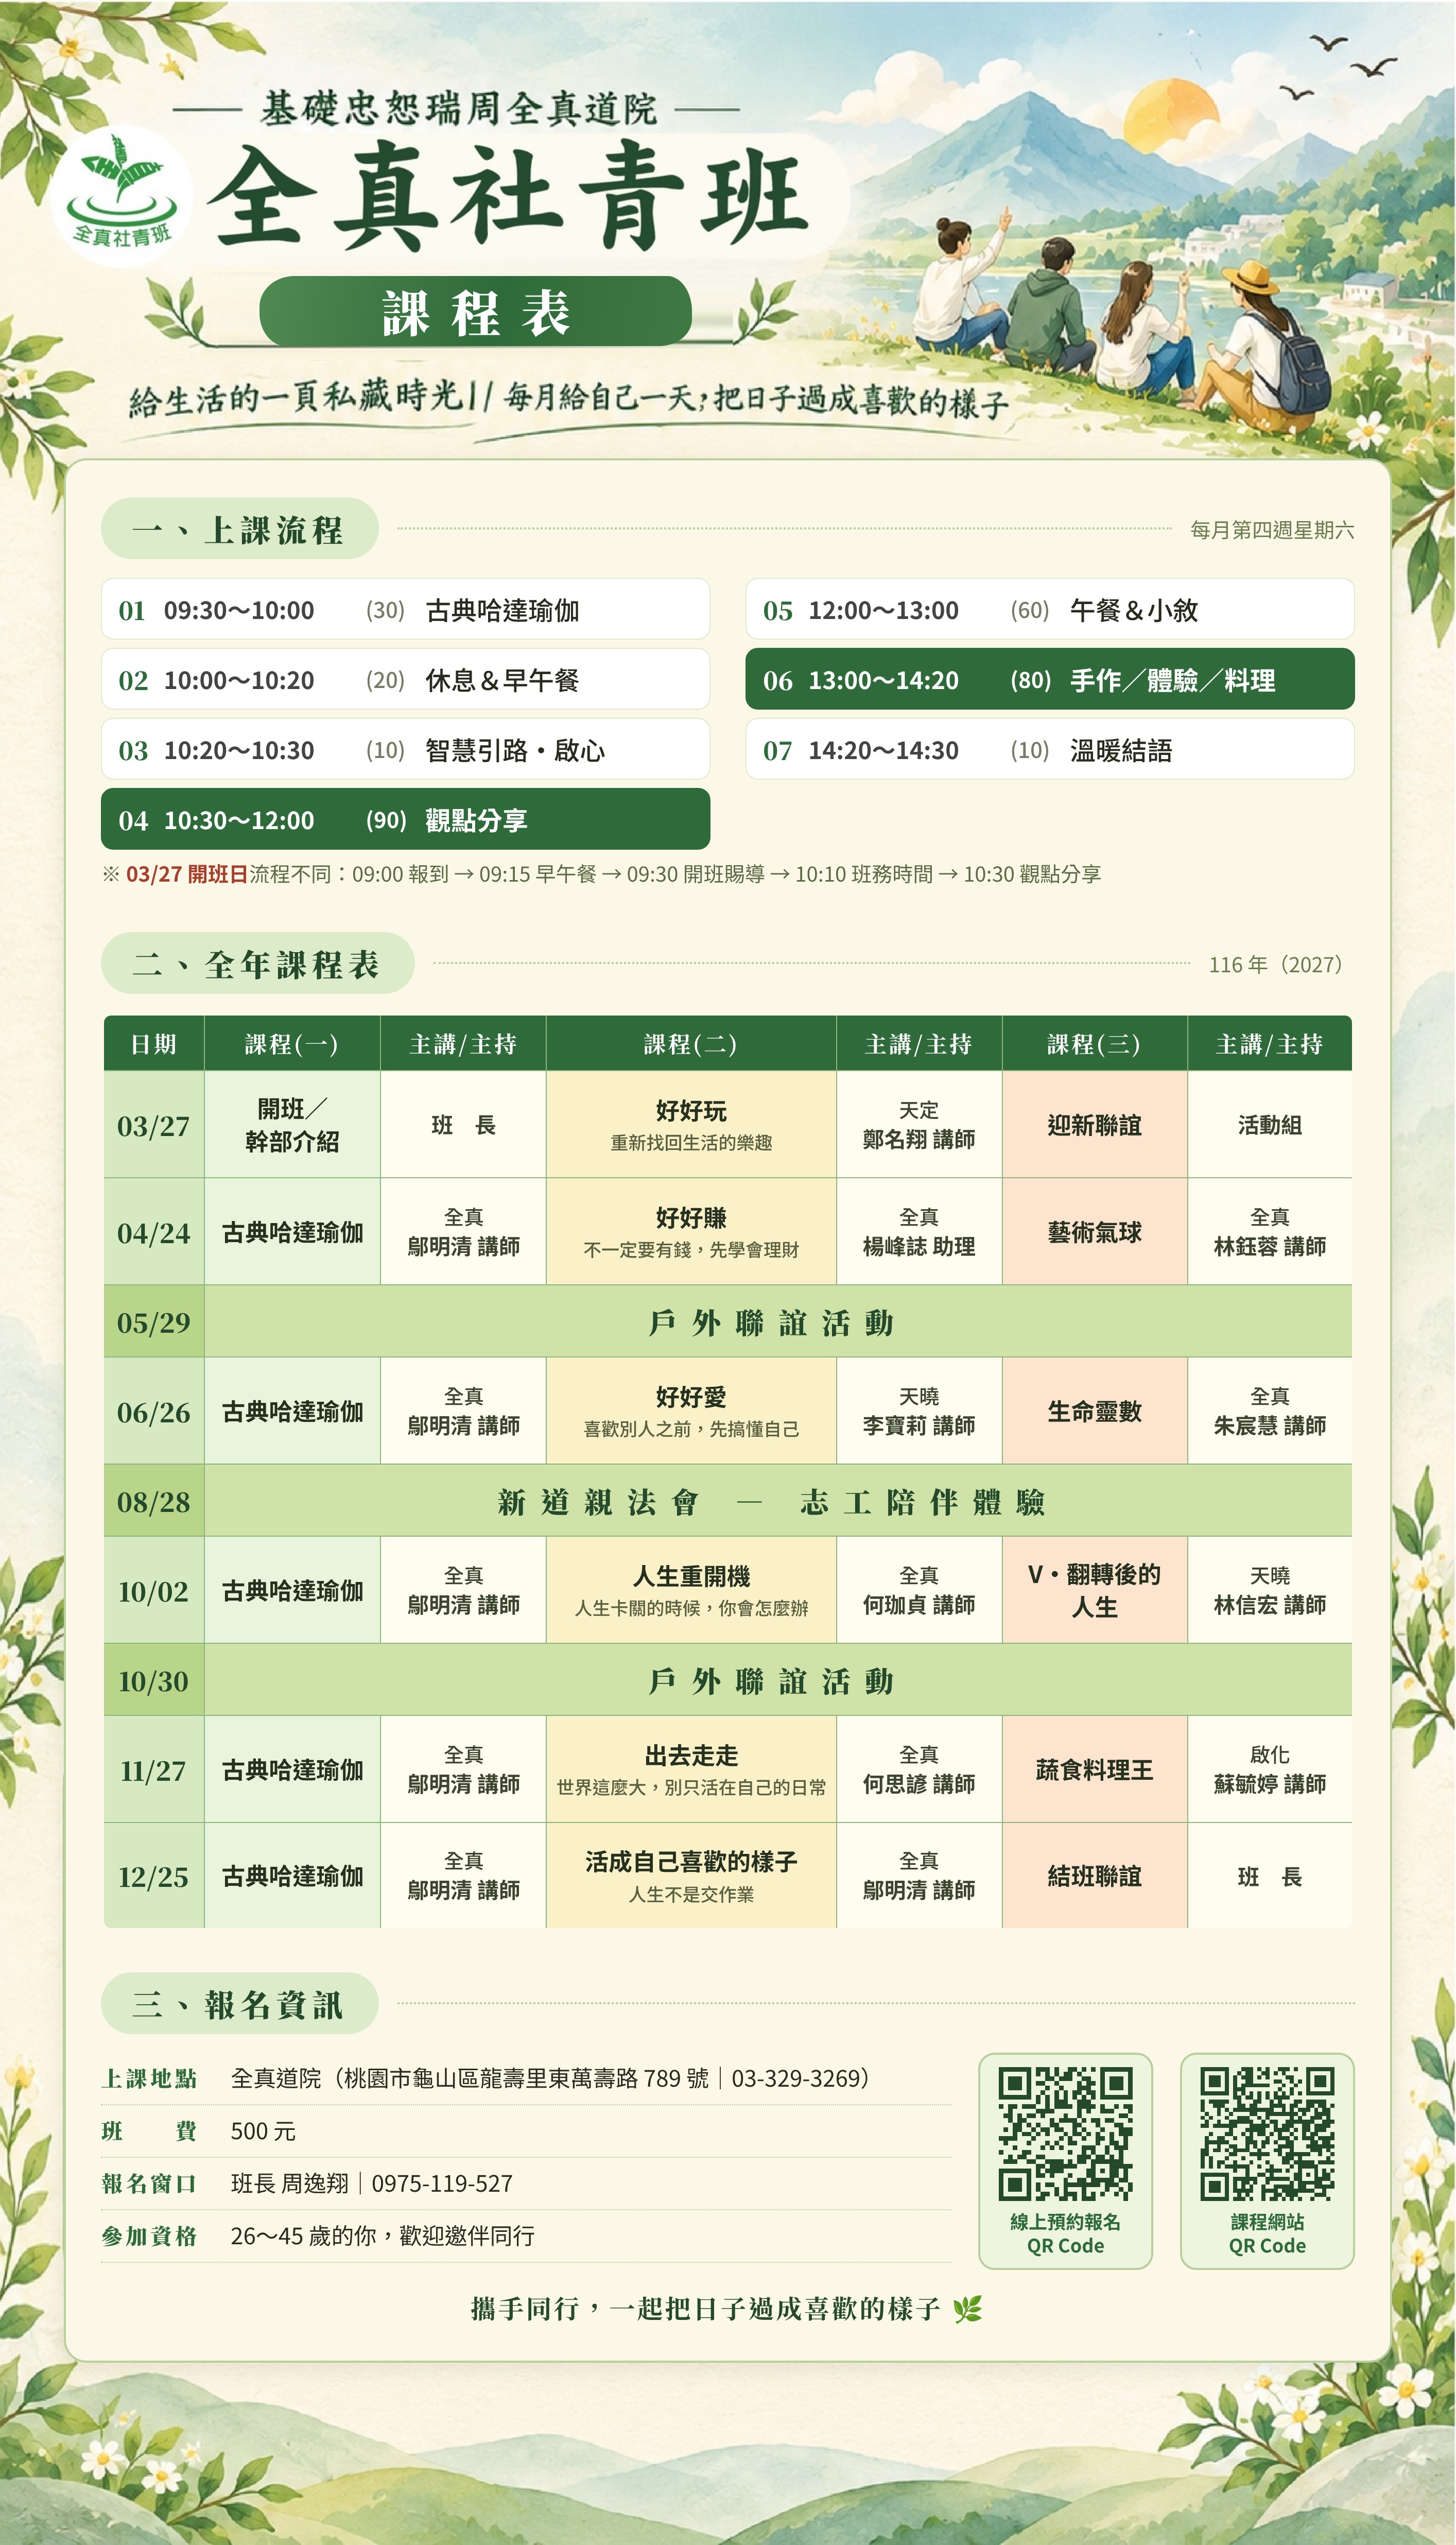 基礎忠恕瑞周全真道院
全真社青班
全真社青班
課程表
給生活的一頁私藏時光// 每月給自己一天,把日子過成喜歡的樣子
一、上課流程
每月第四週星期六
01 09:30～10:00 (30) 古典哈達瑜伽
02 10:00～10:20 (20) 休息＆早午餐
03 10:20～10:30 (10) 智慧引路・啟心
04 10:30～12:00 (90) 觀點分享
05 12:00～13:00 (60) 午餐＆小敘
06 13:00～14:20 (80) 手作／體驗／料理
07 14:20～14:30 (10) 溫暖結語
※ 03/27 開班日流程不同：09:00 報到 → 09:15 早午餐 → 09:30 開班賜導 → 10:10 班務時間 → 10:30 觀點分享
二、全年課程表
116 年（2027）
日期 課程(一) 主講/主持 課程(二) 主講/主持 課程(三) 主講/主持
03/27
開班／
幹部介紹
班　長
好好玩
重新找回生活的樂趣
天定
鄭名翔 講師
迎新聯誼
活動組
04/24
古典哈達瑜伽
全真
鄔明清 講師
好好賺
不一定要有錢，先學會理財
全真
楊峰誌 助理
藝術氣球
全真
林鈺蓉 講師
05/29
戶外聯誼活動
06/26
古典哈達瑜伽
全真
鄔明清 講師
好好愛
喜歡別人之前，先搞懂自己
天曉
李寶莉 講師
生命靈數
全真
朱宸慧 講師
08/28
新道親法會 — 志工陪伴體驗
10/02
古典哈達瑜伽
全真
鄔明清 講師
人生重開機
人生卡關的時候，你會怎麼辦
全真
何珈貞 講師
V・翻轉後的
人生
天曉
林信宏 講師
10/30
戶外聯誼活動
11/27
古典哈達瑜伽
全真
鄔明清 講師
出去走走
世界這麼大，別只活在自己的日常
全真
何思諺 講師
蔬食料理王
啟化
蘇毓婷 講師
12/25
古典哈達瑜伽
全真
鄔明清 講師
活成自己喜歡的樣子
人生不是交作業
全真
鄔明清 講師
結班聯誼
班　長
三、報名資訊
上課地點 全真道院（桃園市龜山區龍壽里東萬壽路 789 號｜03-329-3269）
班　　費 500 元
報名窗口 班長 周逸翔｜0975-119-527
參加資格 26～45 歲的你，歡迎邀伴同行
線上預約報名
QR Code
課程網站
QR Code
攜手同行，一起把日子過成喜歡的樣子 🌿